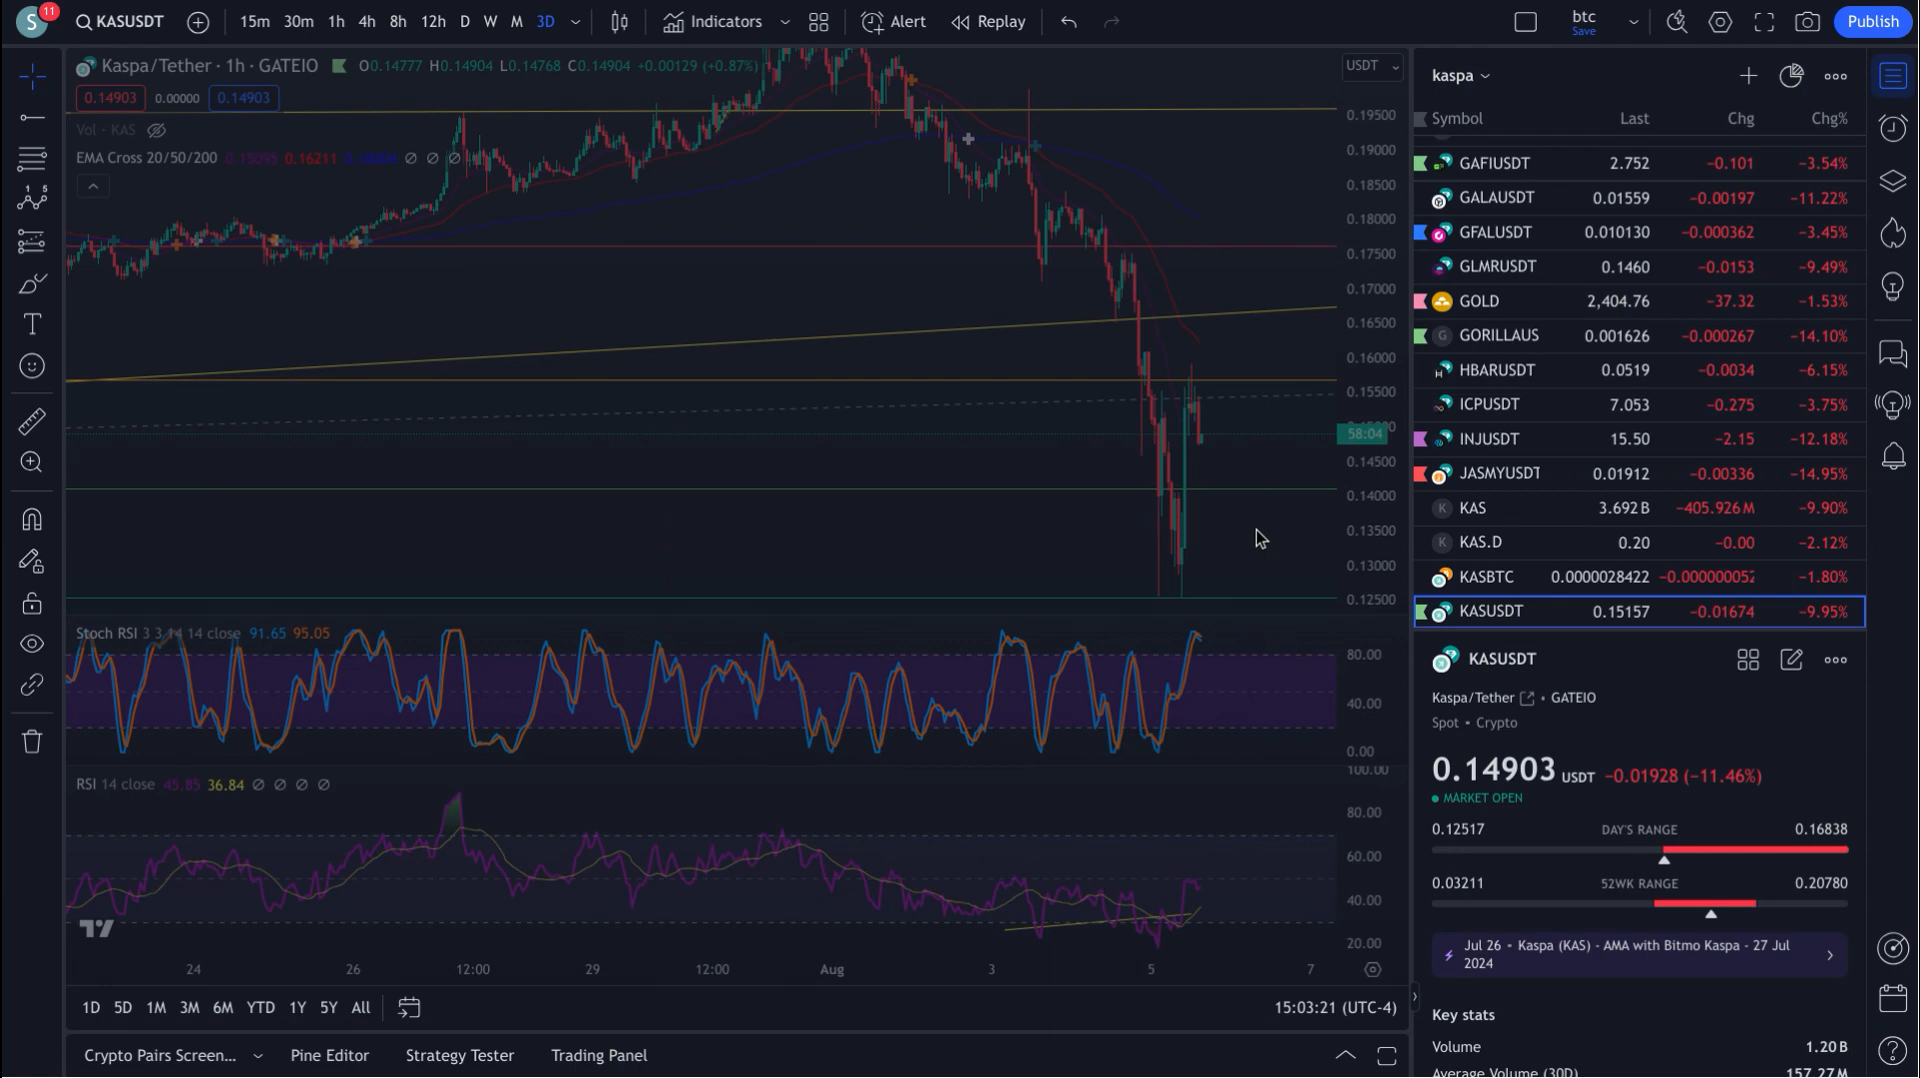 S 11 KASUSDT 15m 30m 1h 4h 8h 12h D W M 3D Indicators Alert Replay btc Save Publish
Kaspa/Tether · 1h · GATEIO O0.14777 H0.14904 L0.14768 C0.14904 +0.00129 (+0.87%)
0.14903 0.00000 0.14903
Vol · KAS
EMA Cross 20/50/200 0.15095 0.16211
USDT
0.19500
0.19000
0.18500
0.18000
0.17500
0.17000
0.16500
0.16000
0.15500
58:04
0.14500
0.14000
0.13500
0.13000
0.12500
Stoch RSI 3 3 14 14 close 91.65 95.05
80.00
40.00
0.00
RSI 14 close 45.85 36.84
100.00
80.00
60.00
40.00
20.00
24 26 12:00 29 12:00 Aug 3 5 7
1D 5D 1M 3M 6M YTD 1Y 5Y All 15:03:21 (UTC-4)
Crypto Pairs Screen... Pine Editor Strategy Tester Trading Panel
kaspa
Symbol Last Chg Chg%
GAFIUSDT 2.752 −0.101 −3.54%
GALAUSDT 0.01559 −0.00197 −11.22%
GFALUSDT 0.010130 −0.000362 −3.45%
GLMRUSDT 0.1460 −0.0153 −9.49%
GOLD 2,404.76 −37.32 −1.53%
G GORILLAUS 0.001626 −0.000267 −14.10%
HBARUSDT 0.0519 −0.0034 −6.15%
ICPUSDT 7.053 −0.275 −3.75%
INJUSDT 15.50 −2.15 −12.18%
JASMYUSDT 0.01912 −0.00336 −14.95%
K KAS 3.692 B −405.926 M −9.90%
K KAS.D 0.20 −0.00 −2.12%
KASBTC 0.0000028422 −0.000000052 −1.80%
KASUSDT 0.15157 −0.01674 −9.95%
KASUSDT
Kaspa/Tether • GATEIO
Spot • Crypto
0.14903 USDT −0.01928 (−11.46%)
MARKET OPEN
0.12517 DAY'S RANGE 0.16838
0.03211 52WK RANGE 0.20780
Jul 26 • Kaspa (KAS) - AMA with Bitmo Kaspa - 27 Jul
2024
Key stats
Volume 1.20 B
Average Volume (30D) 157.27 M